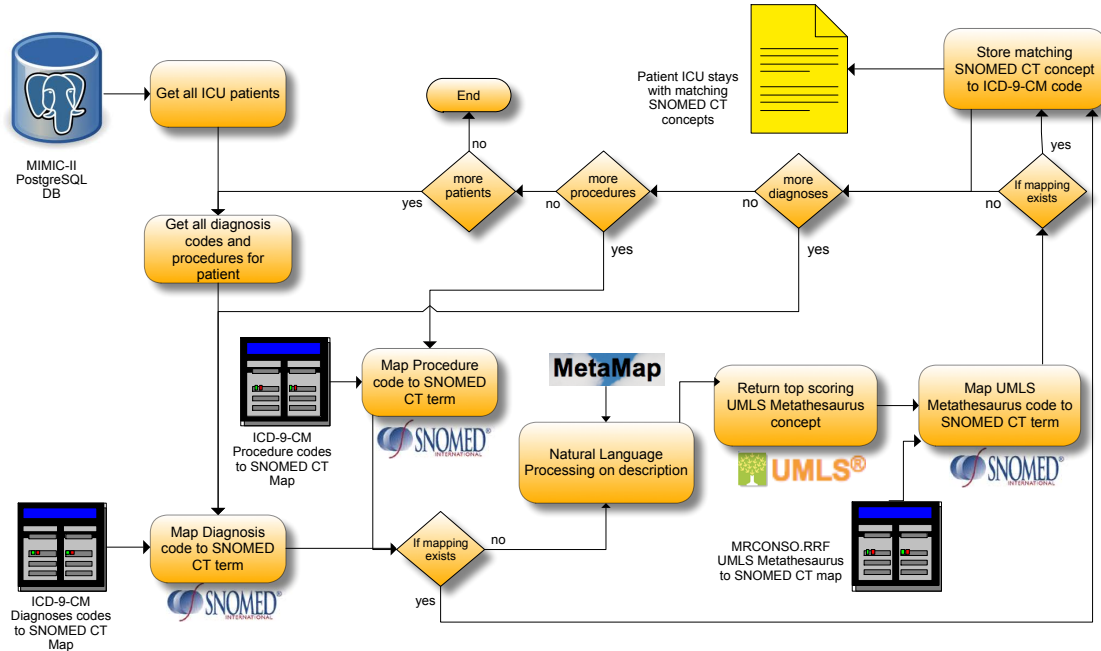 MIMIC-II
PostgreSQL
DB
Get all ICU patients
End
Patient ICU stays
with matching
SNOMED CT
concepts
Store matching
SNOMED CT concept
to ICD-9-CM code
no
yes
more
patients
yes
more
procedures
no
yes
more
diagnoses
no
yes
If mapping
exists
no
Get all diagnosis
codes and
procedures for
patient
ICD-9-CM
Procedure codes
to SNOMED CT
Map
Map Procedure
code to SNOMED
CT term
SNOMED®
INTERNATIONAL
MetaMap
Natural Language
Processing on description
Return top scoring
UMLS Metathesaurus
concept
UMLS®
Map UMLS
Metathesaurus code to
SNOMED CT term
SNOMED®
INTERNATIONAL
MRCONSO.RRF
UMLS Metathesaurus
to SNOMED CT map
ICD-9-CM
Diagnoses codes
to SNOMED CT
Map
Map Diagnosis
code to SNOMED
CT term
SNOMED®
INTERNATIONAL
If mapping
exists
no
yes